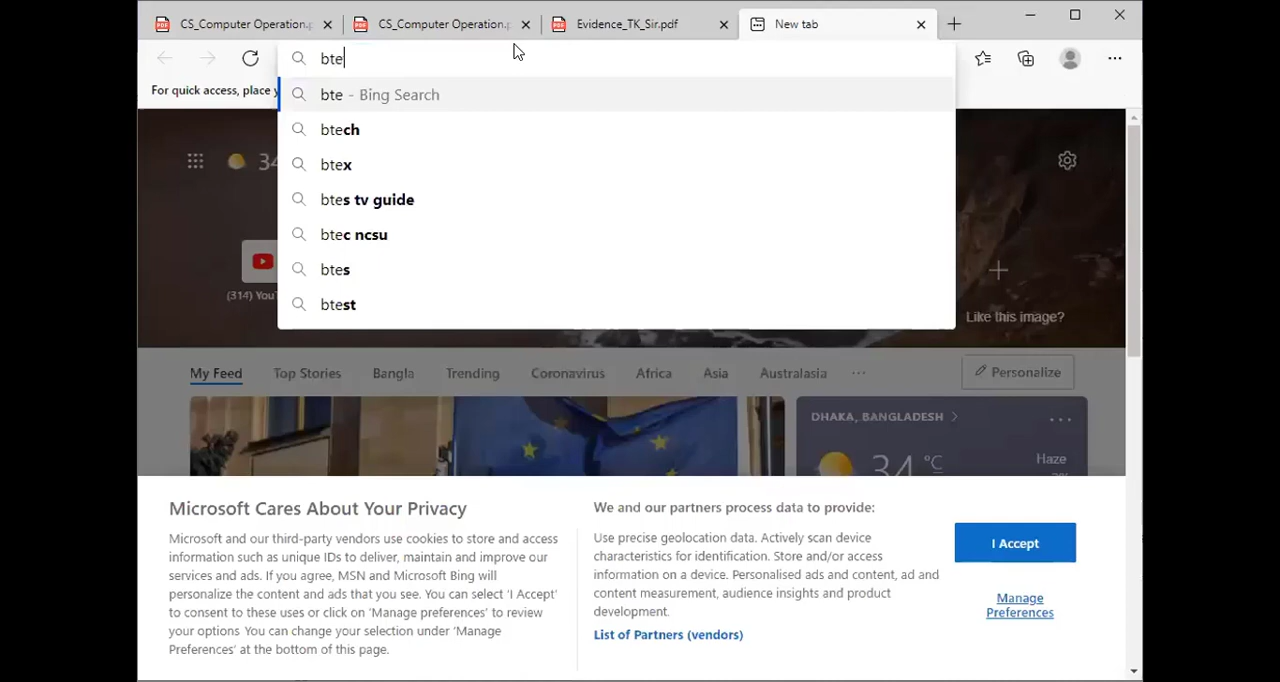 CS_Computer Operation.p
CS_Computer Operation.p
Evidence_TK_Sir.pdf
New tab
bte
For quick access, place y
bte - Bing Search
btech
btex
btes tv guide
btec ncsu
btes
btest
34
(314) YouT
Like this image?
My Feed
Top Stories
Bangla
Trending
Coronavirus
Africa
Asia
Australasia
Personalize
DHAKA, BANGLADESH
34 °C
Haze
Microsoft Cares About Your Privacy
Microsoft and our third-party vendors use cookies to store and access
information such as unique IDs to deliver, maintain and improve our
services and ads. If you agree, MSN and Microsoft Bing will
personalize the content and ads that you see. You can select 'I Accept'
to consent to these uses or click on 'Manage preferences' to review
your options. You can change your selection under 'Manage
Preferences' at the bottom of this page.
We and our partners process data to provide:
Use precise geolocation data. Actively scan device
characteristics for identification. Store and/or access
information on a device. Personalised ads and content, ad and
content measurement, audience insights and product
development.
List of Partners (vendors)
I Accept
Manage
Preferences